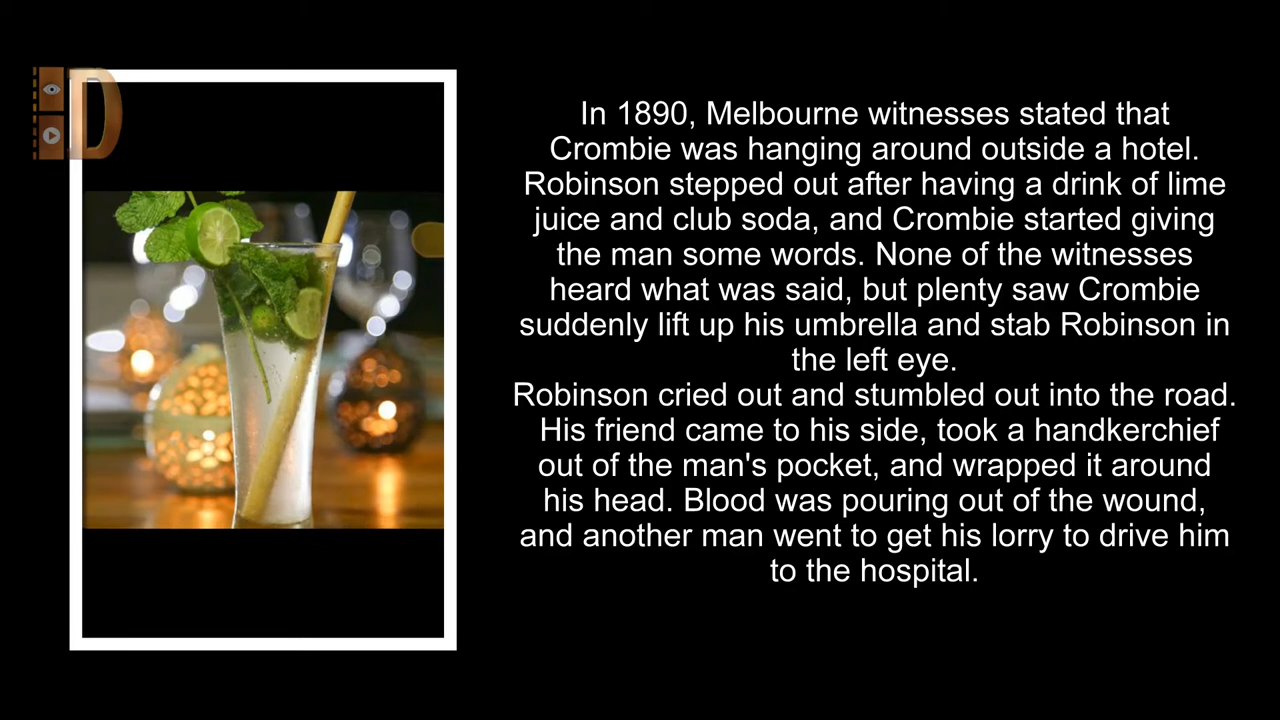 D
In 1890, Melbourne witnesses stated that
Crombie was hanging around outside a hotel.
Robinson stepped out after having a drink of lime
juice and club soda, and Crombie started giving
the man some words. None of the witnesses
heard what was said, but plenty saw Crombie
suddenly lift up his umbrella and stab Robinson in
the left eye.
Robinson cried out and stumbled out into the road.
His friend came to his side, took a handkerchief
out of the man's pocket, and wrapped it around
his head. Blood was pouring out of the wound,
and another man went to get his lorry to drive him
to the hospital.